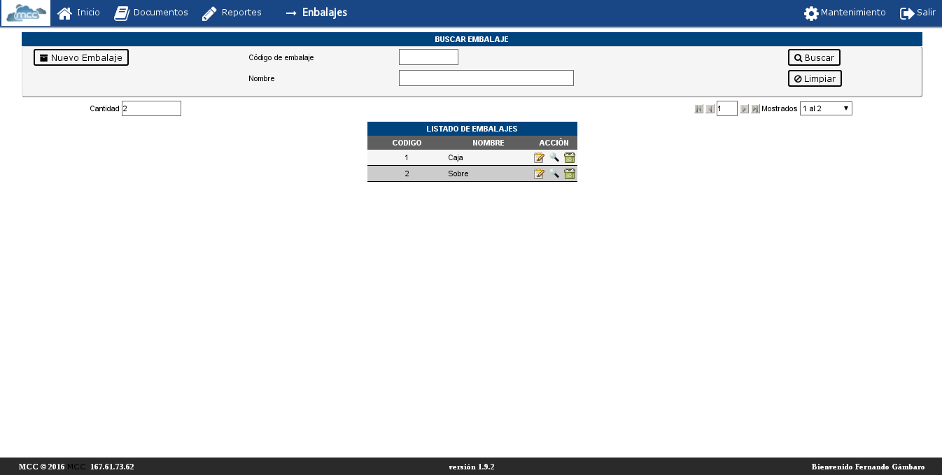 MCC Inicio Documentos Reportes → Embalajes Mantenimiento Salir
BUSCAR EMBALAJE
Nuevo Embalaje Código de embalaje Buscar
Nombre Limpiar
Cantidad 2 1 Mostrados 1 al 2
LISTADO DE EMBALAJES
CODIGO NOMBRE ACCIÓN
1 Caja
2 Sobre
MCC © 2016 MCC 167.61.73.62 versión 1.9.2 Bienvenido Fernando Gámbaro